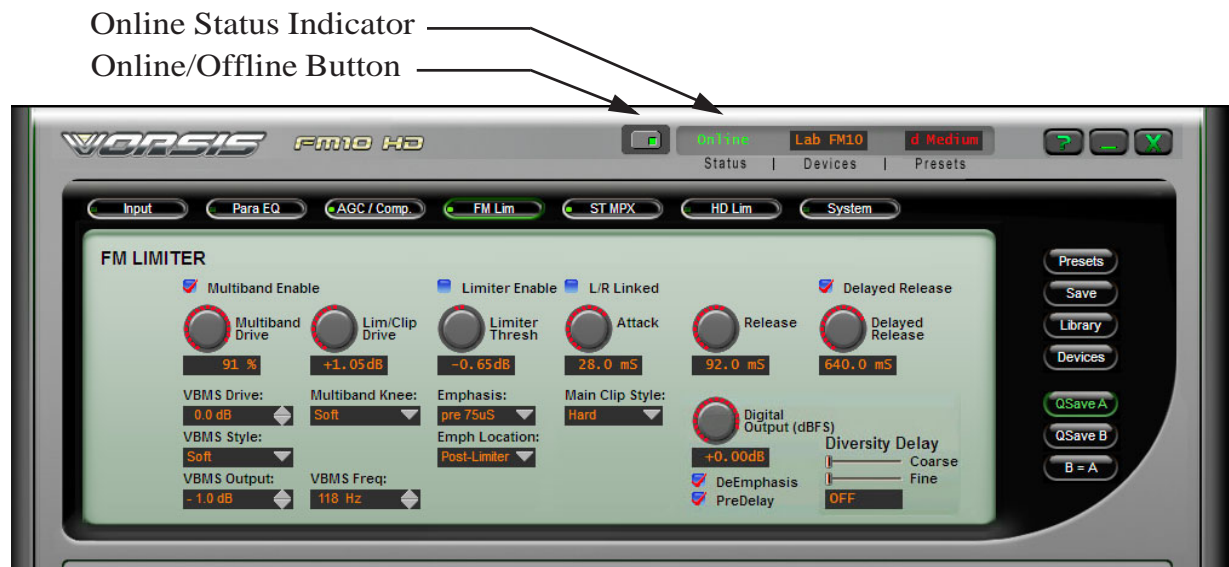 Online Status Indicator
Online/Offline Button
VORSIS FM10 HD
Online Lab FM10 d Medium
Status | Devices | Presets
? _ X
Input Para EQ AGC / Comp. FM Lim ST MPX HD Lim System
FM LIMITER
Multiband Enable Limiter Enable L/R Linked Delayed Release
Multiband Drive Lim/Clip Drive Limiter Thresh Attack Release Delayed Release
91 % +1.05dB -0.65dB 28.0 mS 92.0 mS 640.0 mS
VBMS Drive: Multiband Knee: Emphasis: Main Clip Style:
0.0 dB Soft pre 75uS Hard
VBMS Style: Emph Location:
Soft Post-Limiter
VBMS Output: VBMS Freq:
- 1.0 dB 118 Hz
Digital Output (dBFS)
+0.00dB
DeEmphasis
PreDelay
Diversity Delay
Coarse
Fine
OFF
Presets
Save
Library
Devices
QSave A
QSave B
B = A